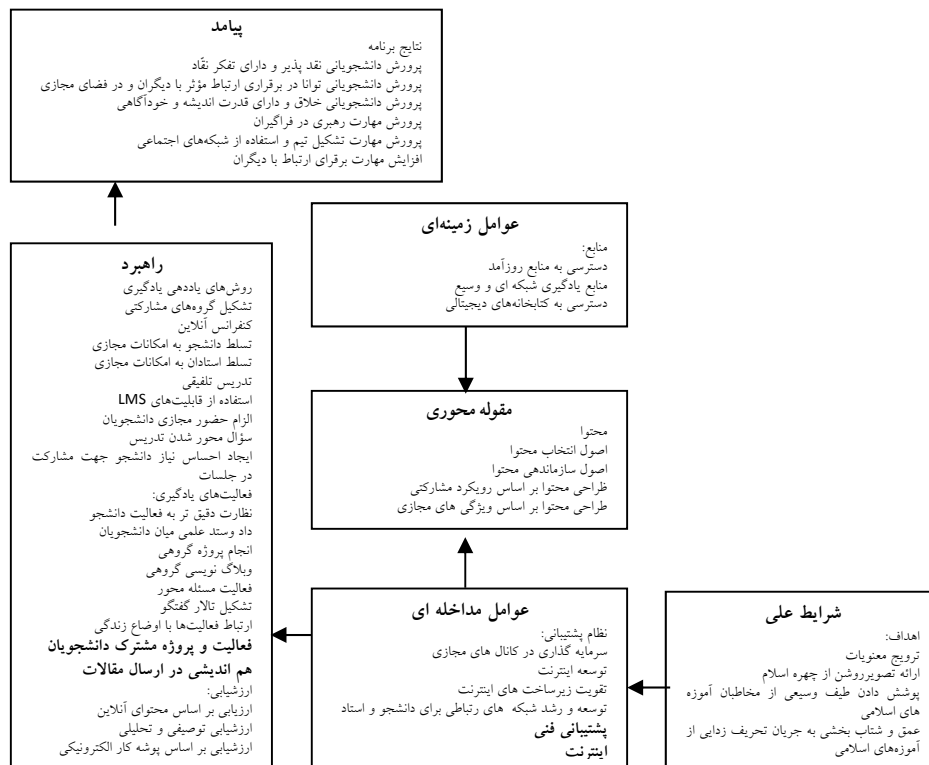 پیامد
نتایج برنامه
پرورش دانشجویانی نقد پذیر و دارای تفکر نقّاد
پرورش دانشجویانی توانا در برقراری ارتباط مؤثر با دیگران و در فضای مجازی
پرورش دانشجویانی خلاق و دارای قدرت اندیشه و خودآگاهی
پرورش مهارت رهبری در فراگیران
پرورش مهارت تشکیل تیم و استفاده از شبکه‌های اجتماعی
افزایش مهارت برقرای ارتباط با دیگران
عوامل زمینه‌ای
منابع:
دسترسی به منابع روزآمد
منابع یادگیری شبکه ای و وسیع
دسترسی به کتابخانه‌های دیجیتالی
راهبرد
روش‌های یاددهی یادگیری
تشکیل گروه‌های مشارکتی
کنفرانس آنلاین
تسلط دانشجو به امکانات مجازی
تسلط استادان به امکانات مجازی
تدریس تلفیقی
استفاده از قابلیت‌های LMS
الزام حضور مجازی دانشجویان
سؤال محور شدن تدریس
ایجاد احساس نیاز دانشجو جهت مشارکت
در جلسات
فعالیت‌های یادگیری:
نظارت دقیق تر به فعالیت دانشجو
داد وستد علمی میان دانشجویان
انجام پروژه گروهی
وبلاگ نویسی گروهی
فعالیت مسئله محور
تشکیل تالار گفتگو
ارتباط فعالیت‌ها با اوضاع زندگی
فعالیت و پروژه مشترک دانشجویان
هم اندیشی در ارسال مقالات
ارزشیابی:
ارزیابی بر اساس محتوای آنلاین
ارزشیابی توصیفی و تحلیلی
ارزشیابی بر اساس پوشه کار الکترونیکی
مقوله محوری
محتوا
اصول انتخاب محتوا
اصول سازماندهی محتوا
ظراحی محتوا بر اساس رویکرد مشارکتی
طراحی محتوا بر اساس ویژگی های مجازی
عوامل مداخله ای
نظام پشتیبانی:
سرمایه گذاری در کانال های مجازی
توسعه اینترنت
تقویت زیرساخت های اینترنت
توسعه و رشد شبکه های رتباطی برای دانشجو و استاد
پشتیبانی فنی
اینترنت
شرایط علی
اهداف:
ترویج معنویات
ارائه تصویرروشن از چهره اسلام
پوشش دادن طیف وسیعی از مخاطبان آموزه
های اسلامی
عمق و شتاب بخشی به جریان تحریف زدایی از
آموزه‌های اسلامی